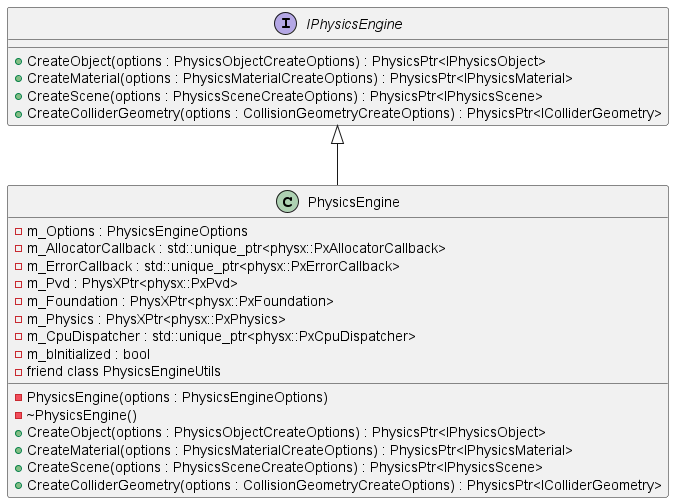 I IPhysicsEngine
CreateObject(options : PhysicsObjectCreateOptions) : PhysicsPtr<IPhysicsObject>
CreateMaterial(options : PhysicsMaterialCreateOptions) : PhysicsPtr<IPhysicsMaterial>
CreateScene(options : PhysicsSceneCreateOptions) : PhysicsPtr<IPhysicsScene>
CreateColliderGeometry(options : CollisionGeometryCreateOptions) : PhysicsPtr<IColliderGeometry>
C PhysicsEngine
m_Options : PhysicsEngineOptions
m_AllocatorCallback : std::unique_ptr<physx::PxAllocatorCallback>
m_ErrorCallback : std::unique_ptr<physx::PxErrorCallback>
m_Pvd : PhysXPtr<physx::PxPvd>
m_Foundation : PhysXPtr<physx::PxFoundation>
m_Physics : PhysXPtr<physx::PxPhysics>
m_CpuDispatcher : std::unique_ptr<physx::PxCpuDispatcher>
m_bInitialized : bool
friend class PhysicsEngineUtils
PhysicsEngine(options : PhysicsEngineOptions)
~PhysicsEngine()
CreateObject(options : PhysicsObjectCreateOptions) : PhysicsPtr<IPhysicsObject>
CreateMaterial(options : PhysicsMaterialCreateOptions) : PhysicsPtr<IPhysicsMaterial>
CreateScene(options : PhysicsSceneCreateOptions) : PhysicsPtr<IPhysicsScene>
CreateColliderGeometry(options : CollisionGeometryCreateOptions) : PhysicsPtr<IColliderGeometry>